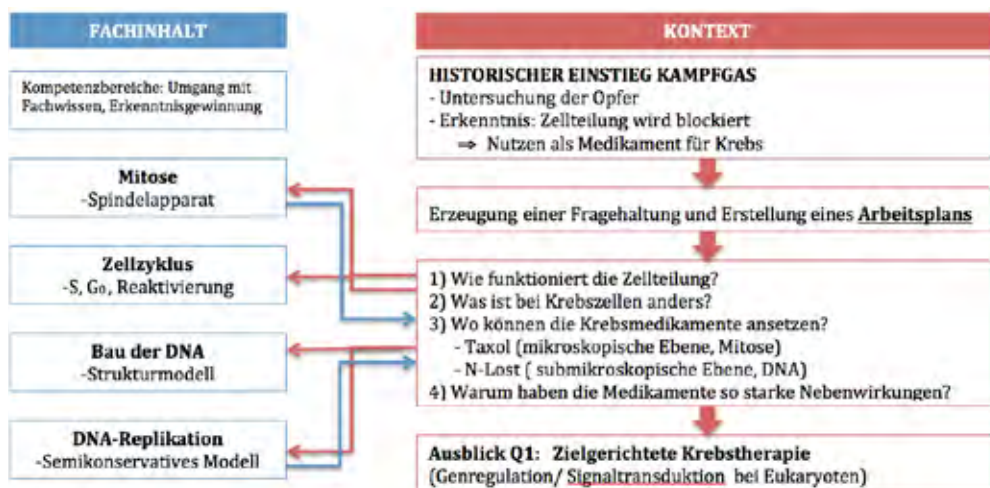 FACHINHALT
Kompetenzbereiche: Umgang mit
Fachwissen, Erkenntnisgewinnung
Mitose
-Spindelapparat
Zellzyklus
-S, G₀, Reaktivierung
Bau der DNA
-Strukturmodell
DNA-Replikation
-Semikonservatives Modell
KONTEXT
HISTORISCHER EINSTIEG KAMPFGAS
- Untersuchung der Opfer
- Erkenntnis: Zellteilung wird blockiert
⇒ Nutzen als Medikament für Krebs
Erzeugung einer Fragehaltung und Erstellung eines Arbeitsplans
1) Wie funktioniert die Zellteilung?
2) Was ist bei Krebszellen anders?
3) Wo können die Krebsmedikamente ansetzen?
- Taxol (mikroskopische Ebene, Mitose)
- N-Lost ( submikroskopische Ebene, DNA)
4) Warum haben die Medikamente so starke Nebenwirkungen?
Ausblick Q1: Zielgerichtete Krebstherapie
(Genregulation/ Signaltransduktion bei Eukaryoten)